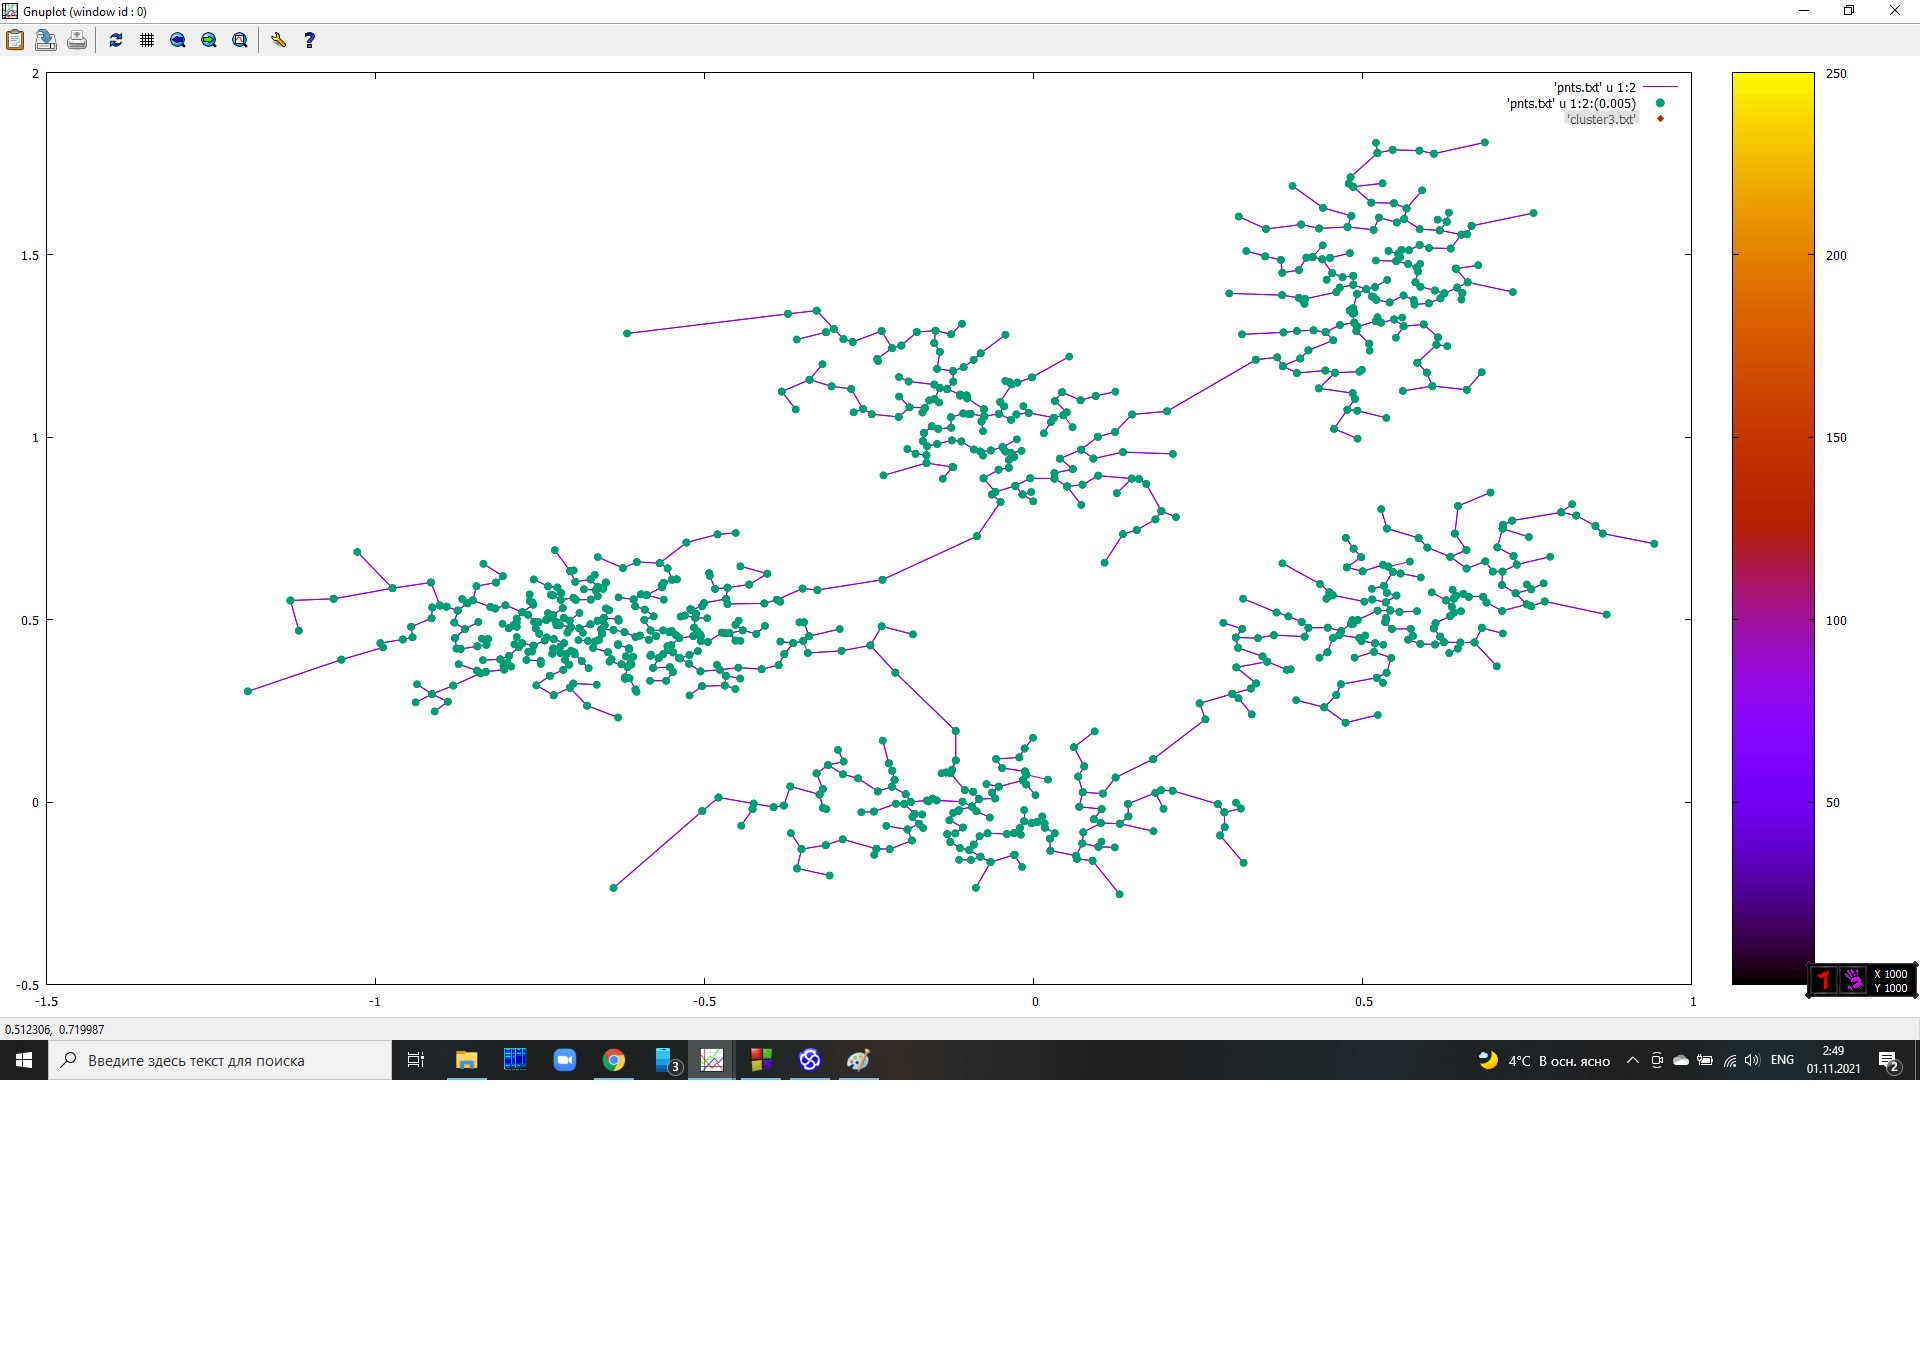 Gnuplot (window id : 0)
'pnts.txt' u 1:2
'pnts.txt' u 1:2:(0.005)
'cluster3.txt'
2
1.5
1
0.5
0
-0.5
-1.5
-1
-0.5
0
0.5
1
250
200
150
100
50
X 1000
Y 1000
0.512306, 0.719987
Введите здесь текст для поиска
3
4°C В осн. ясно
ENG
2:49
01.11.2021
2